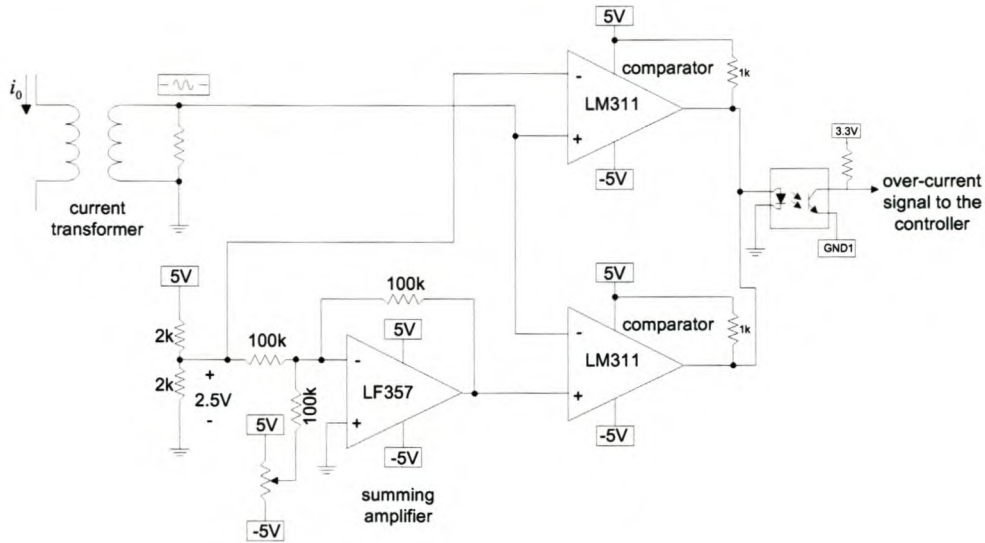 5V
comparator
1k
-
LM311
+
-5V
i0
current
transformer
3.3V
over-current
signal to the
controller
GND1
5V
2k
2k
+
2.5V
-
100k
100k
100k
5V
-
LF357
+
-5V
5V
-5V
summing
amplifier
5V
comparator
1k
-
LM311
+
-5V